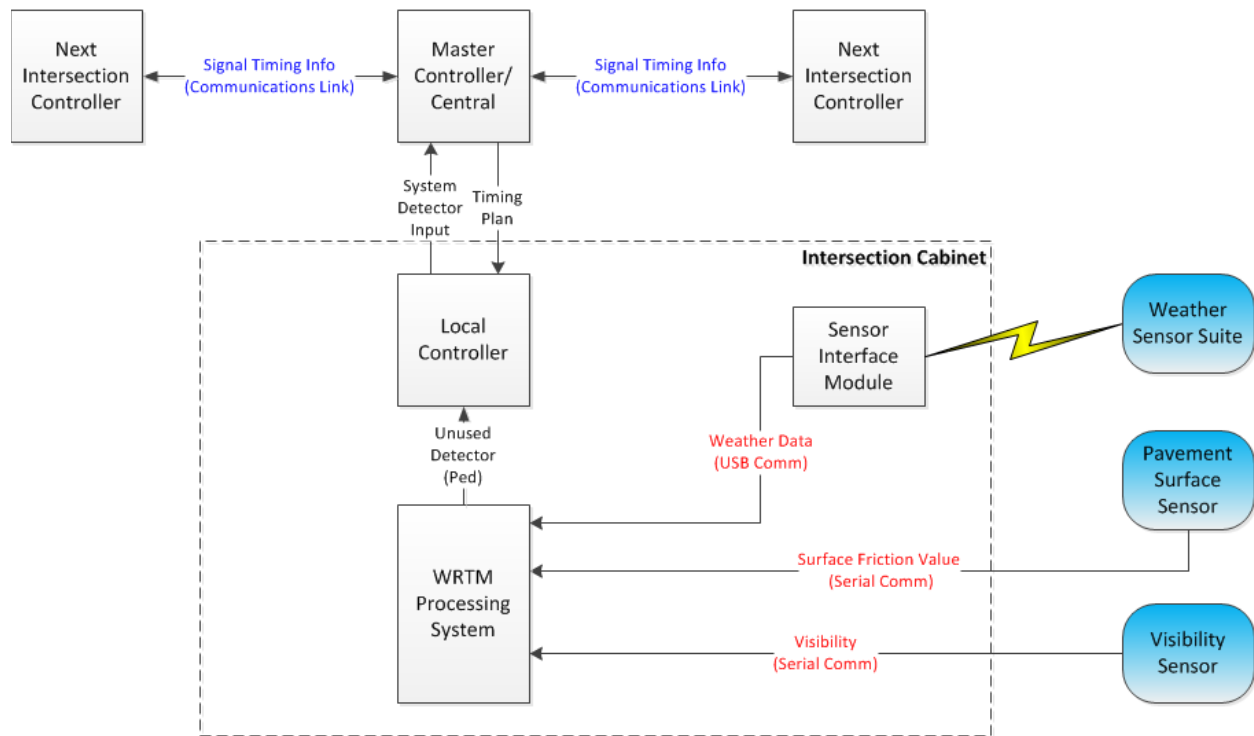 Next
Intersection
Controller
Signal Timing Info
(Communications Link)
Master
Controller/
Central
Signal Timing Info
(Communications Link)
Next
Intersection
Controller
System
Detector
Input
Timing
Plan
Intersection Cabinet
Local
Controller
Sensor
Interface
Module
Weather
Sensor Suite
Unused
Detector
(Ped)
Weather Data
(USB Comm)
Pavement
Surface
Sensor
WRTM
Processing
System
Surface Friction Value
(Serial Comm)
Visibility
(Serial Comm)
Visibility
Sensor